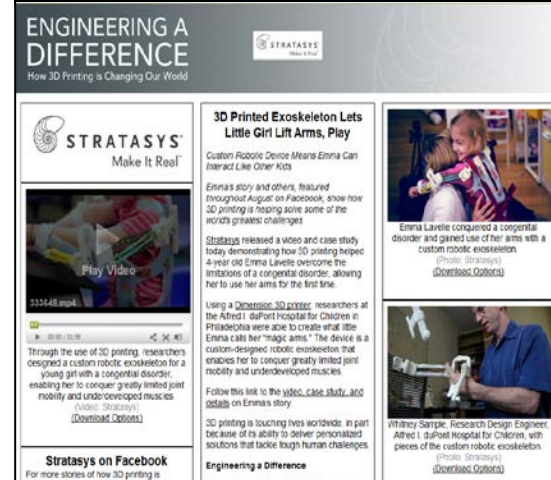 ENGINEERING A
DIFFERENCE
How 3D Printing is Changing Our World
STRATASYS
Make It Real
STRATASYS
Make It Real™
Play Video
333649.mp4
Through the use of 3D printing, researchers
designed a custom robotic exoskeleton for a
young girl with a congential disorder,
enabling her to conquer greatly limited joint
mobility and underdeveloped muscles
(Video: Stratasys)
(Download Options)
Stratasys on Facebook
For more stories of how 3D printing is
3D Printed Exoskeleton Lets
Little Girl Lift Arms, Play
Custom Robotic Device Means Emma Can
Interact Like Other Kids
Emma's story and others, featured
throughout August on Facebook, show how
3D printing is helping solve some of the
world's greatest challenges
Stratasys released a video and case study
today demonstrating how 3D printing helped
4-year old Emma Lavelle overcome the
limitations of a congenital disorder, allowing
her to use her arms for the first time.
Using a Dimension 3D printer, researchers at
the Alfred I. duPont Hospital for Children in
Philadelphia were able to create what little
Emma calls her "magic arms." The device is a
custom-designed robotic exoskeleton that
enables her to conquer greatly limited joint
mobility and underdeveloped muscles.
Follow this link to the video, case study, and
details on Emma's story.
3D printing is touching lives worldwide, in part
because of its ability to deliver personalized
solutions that tackle tough human challenges.
Engineering a Difference
Emma Lavelle conquered a congenital
disorder and gained use of her arms with a
custom robotic exoskeleton.
(Photo: Stratasys)
(Download Options)
Whitney Sample, Research Design Engineer,
Alfred I. duPont Hospital for Children, with
pieces of the custom robotic exoskeleton.
(Photo: Stratasys)
(Download Options)